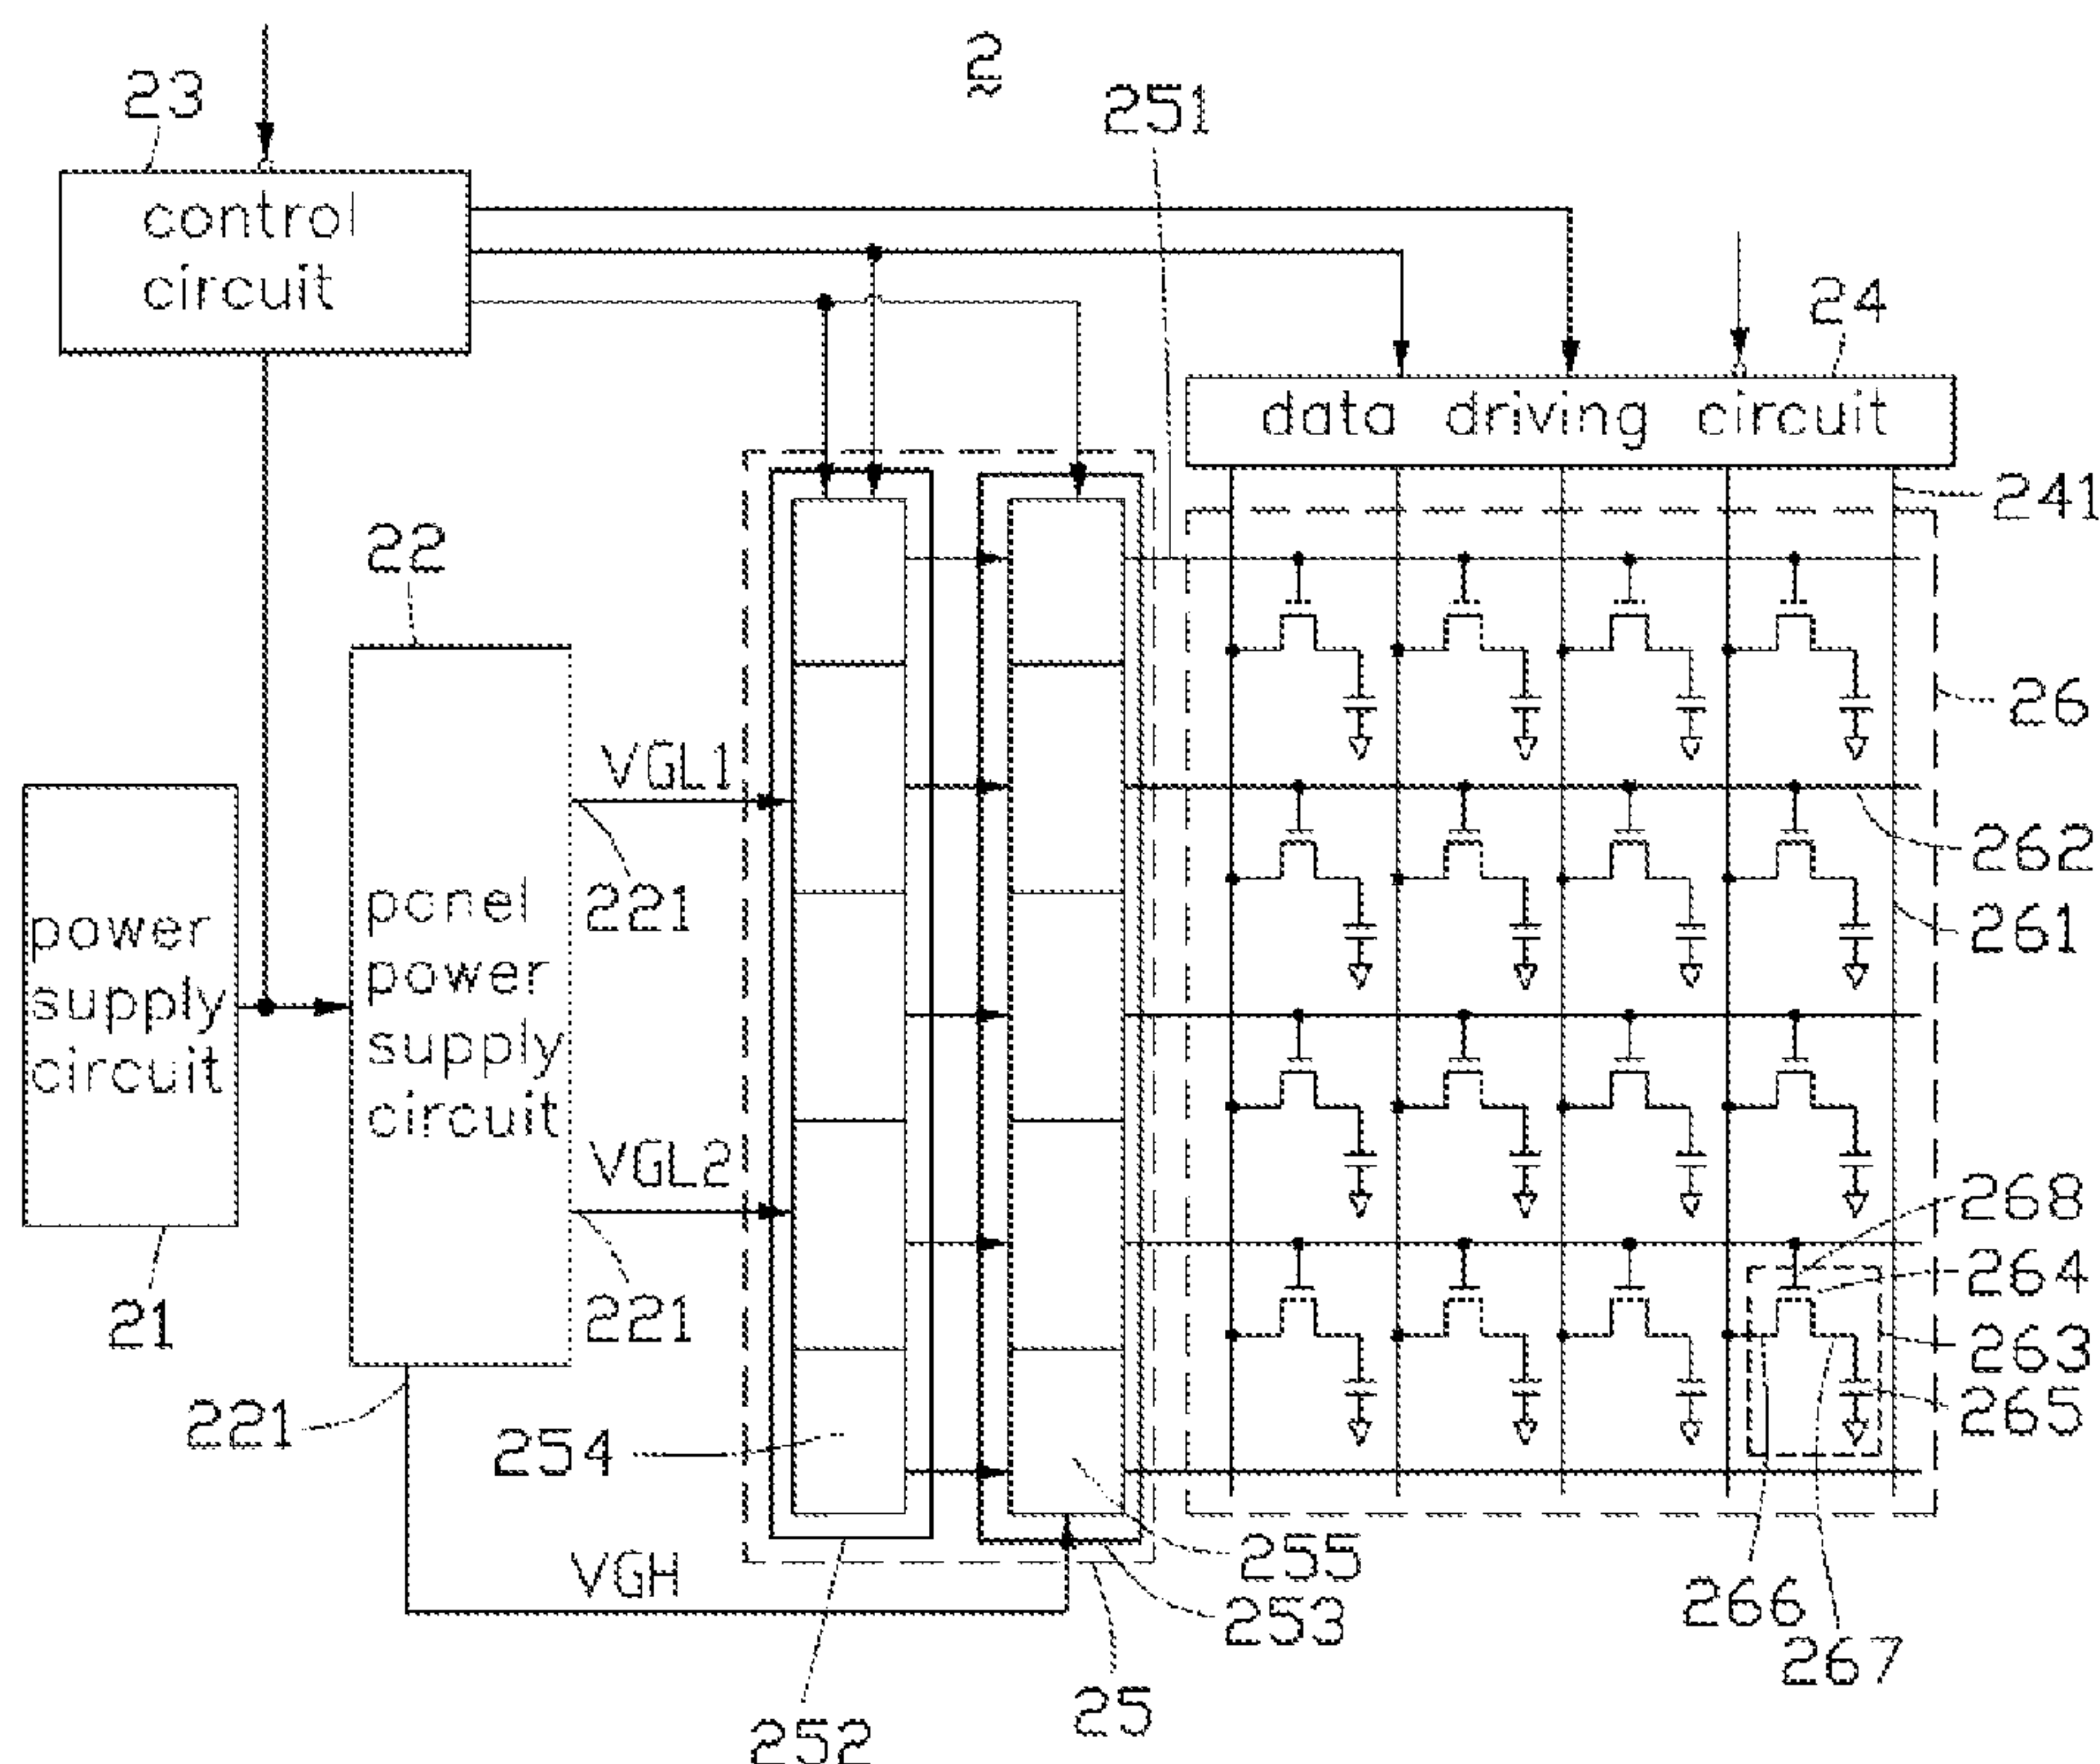 2
23
251
control
circuit
24
data driving circuit
241
22
26
VGL1
262
221
261
power
supply
circuit
panel
power
supply
circuit
VGL2
268
264
263
265
21
221
221
254
255
253
VGH
266
267
25
252